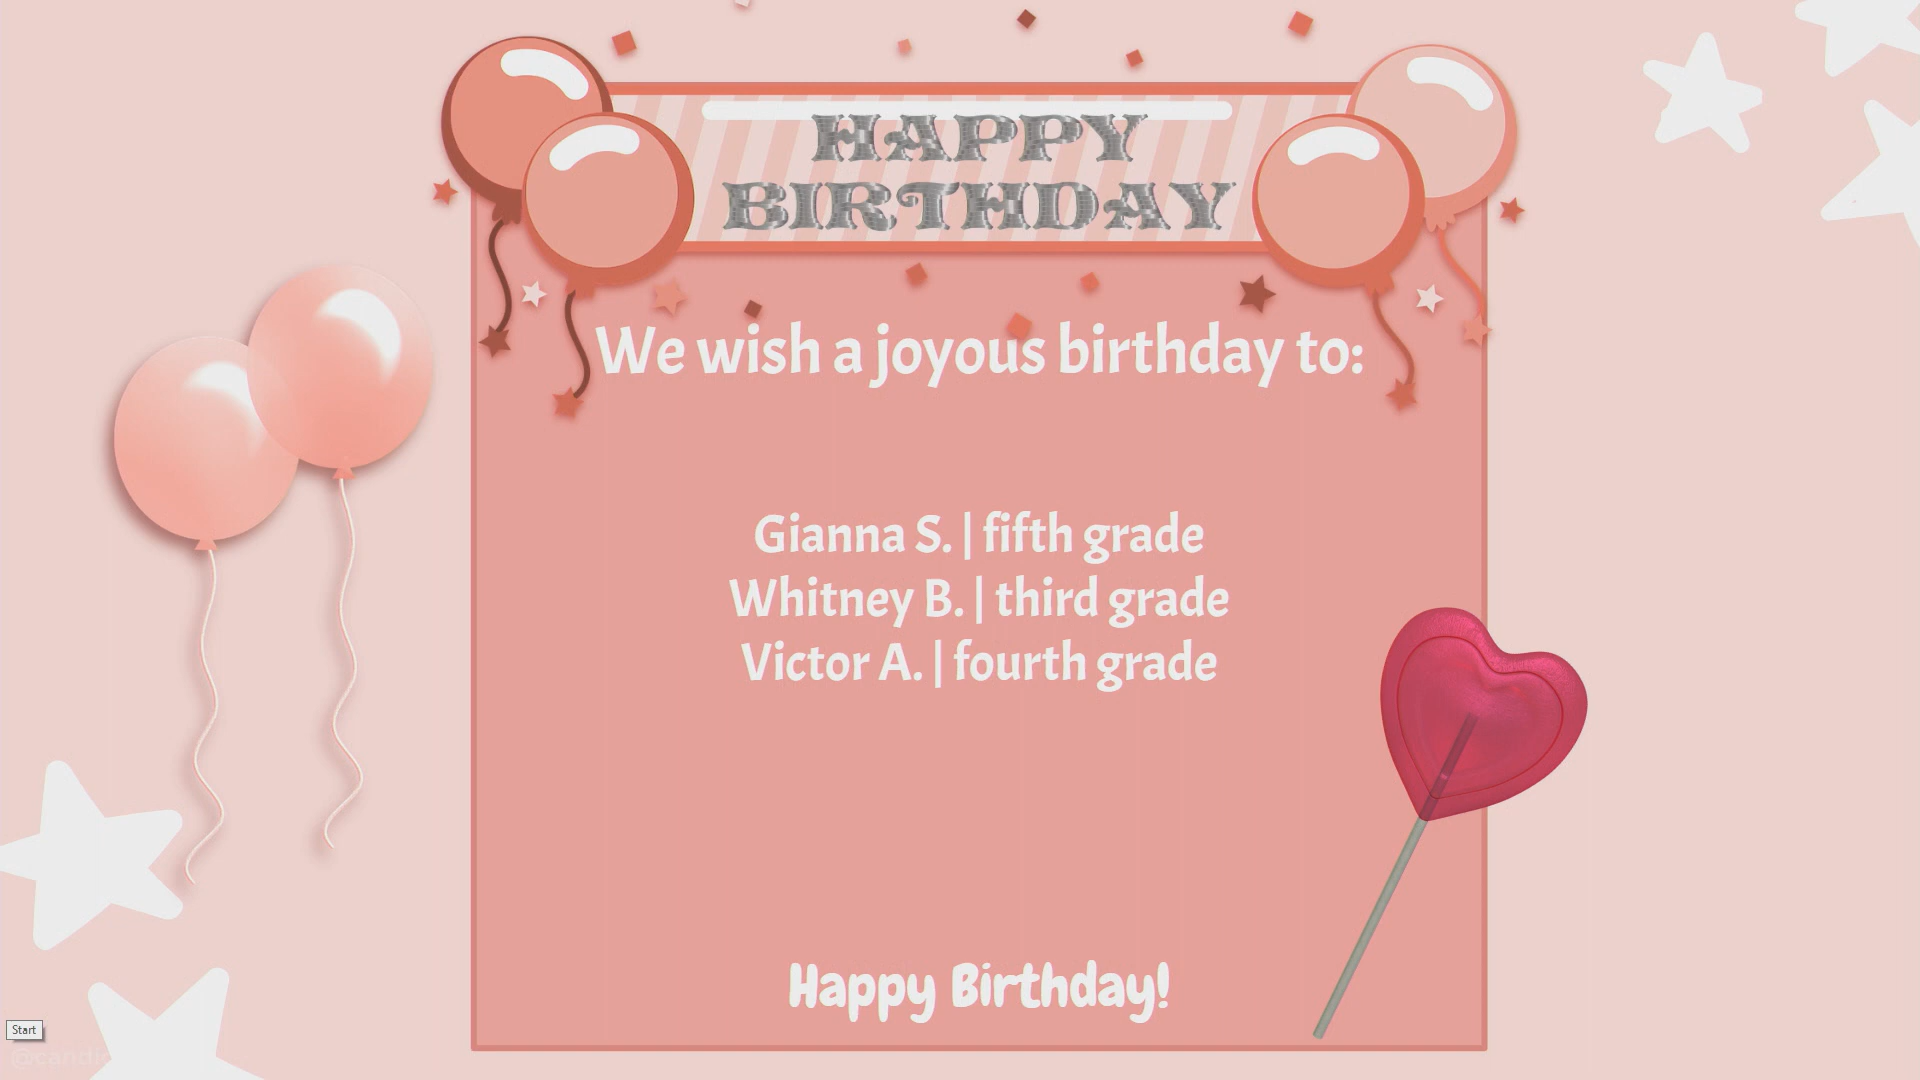 HAPPY
BIRTHDAY
We wish a joyous birthday to:
Gianna S. | fifth grade
Whitney B. | third grade
Victor A. | fourth grade
Happy Birthday!
Start